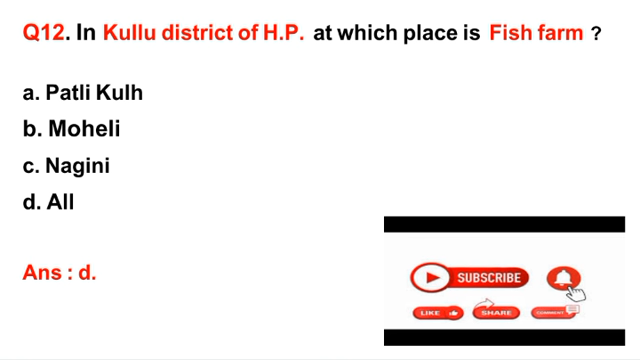 Q12. In Kullu district of H.P. at which place is Fish farm ?
a. Patli Kulh
b. Moheli
c. Nagini
d. All
Ans : d.
SUBSCRIBE
LIKE SHARE COMMENT